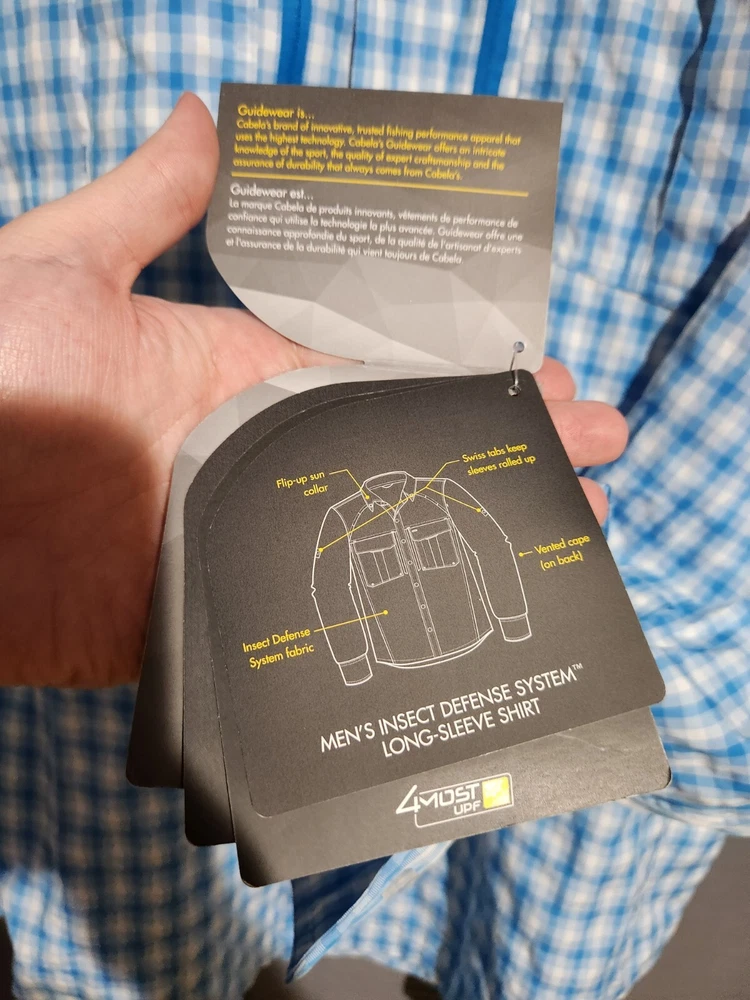 Guidewear is...
Cabela's brand of innovative, trusted fishing performance apparel that
uses the highest technology. Cabela's Guidewear offers an intricate
knowledge of the sport, the quality of expert craftsmanship and the
assurance of durability that always comes from Cabela's.
Guidewear est...
La marque Cabela de produits innovants, vêtements de performance de
confiance qui utilise la technologie la plus avancée. Guidewear offre une
connaissance approfondie du sport, de la qualité de l'artisanat d'experts
et l'assurance de la durabilité qui vient toujours de Cabela.
Flip-up sun
collar
Swiss tabs keep
sleeves rolled up
Vented cape
(on back)
Insect Defense
System fabric
MEN'S INSECT DEFENSE SYSTEM™
LONG-SLEEVE SHIRT
4MOST
UPF